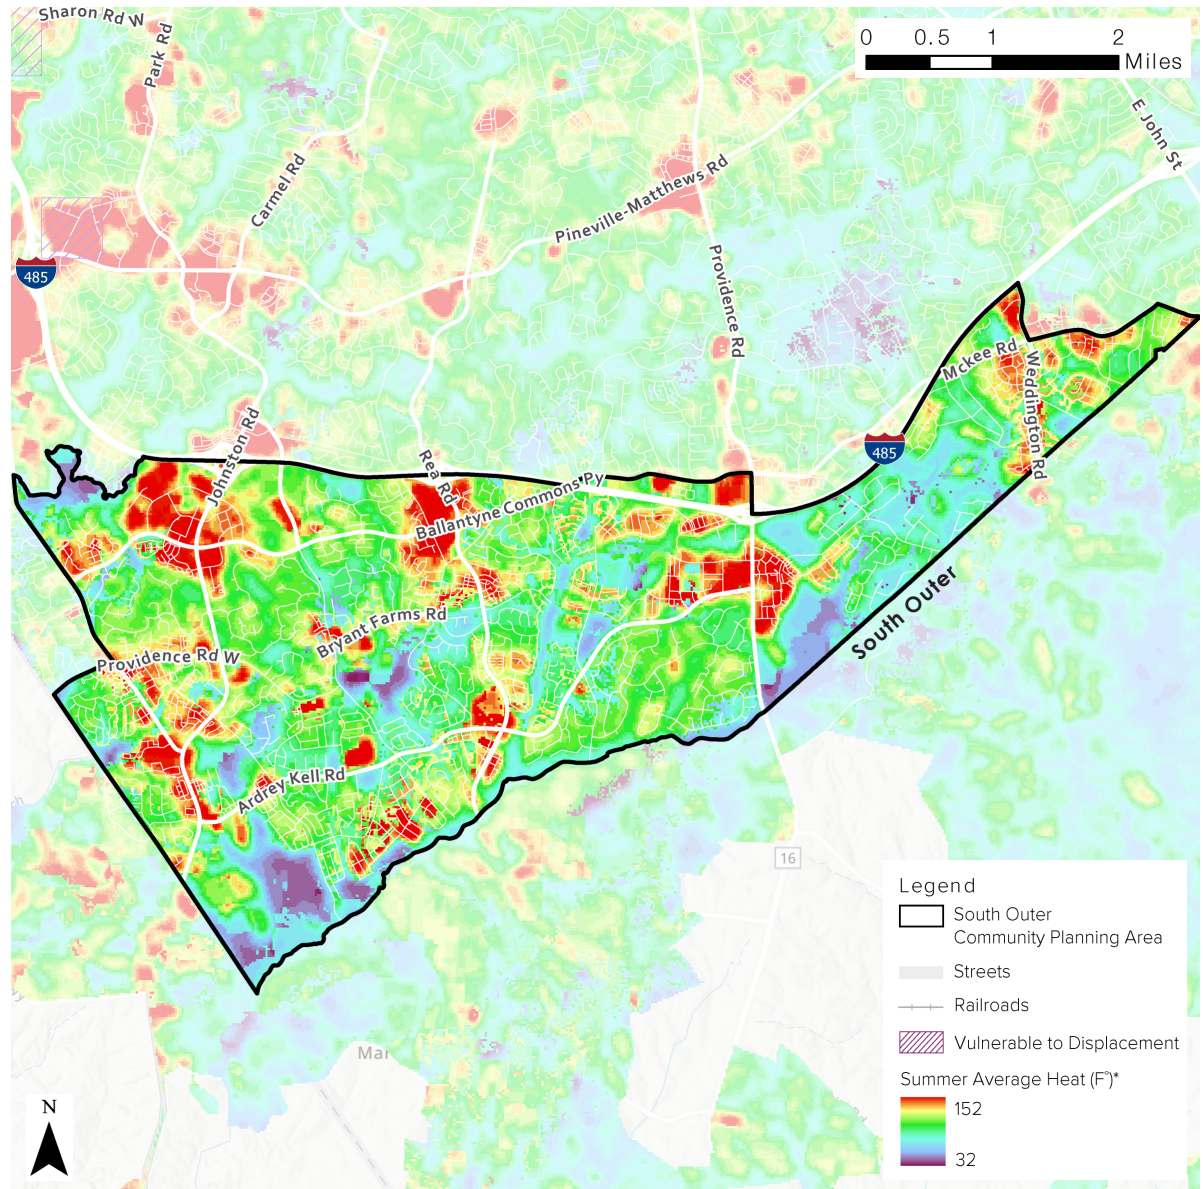 Sharon Rd W
Park Rd
0 0.5 1 2
Miles
E John St
Carmel Rd
Pineville-Matthews Rd
485
Providence Rd
Mckee Rd
Weddington Rd
Johnston Rd
Rea Rd
485
Ballantyne Commons Py
South Outer
Bryant Farms Rd
Providence Rd W
Ardrey Kell Rd
16
Mar
N
Legend
South Outer
Community Planning Area
Streets
Railroads
Vulnerable to Displacement
Summer Average Heat (F°)*
152
32